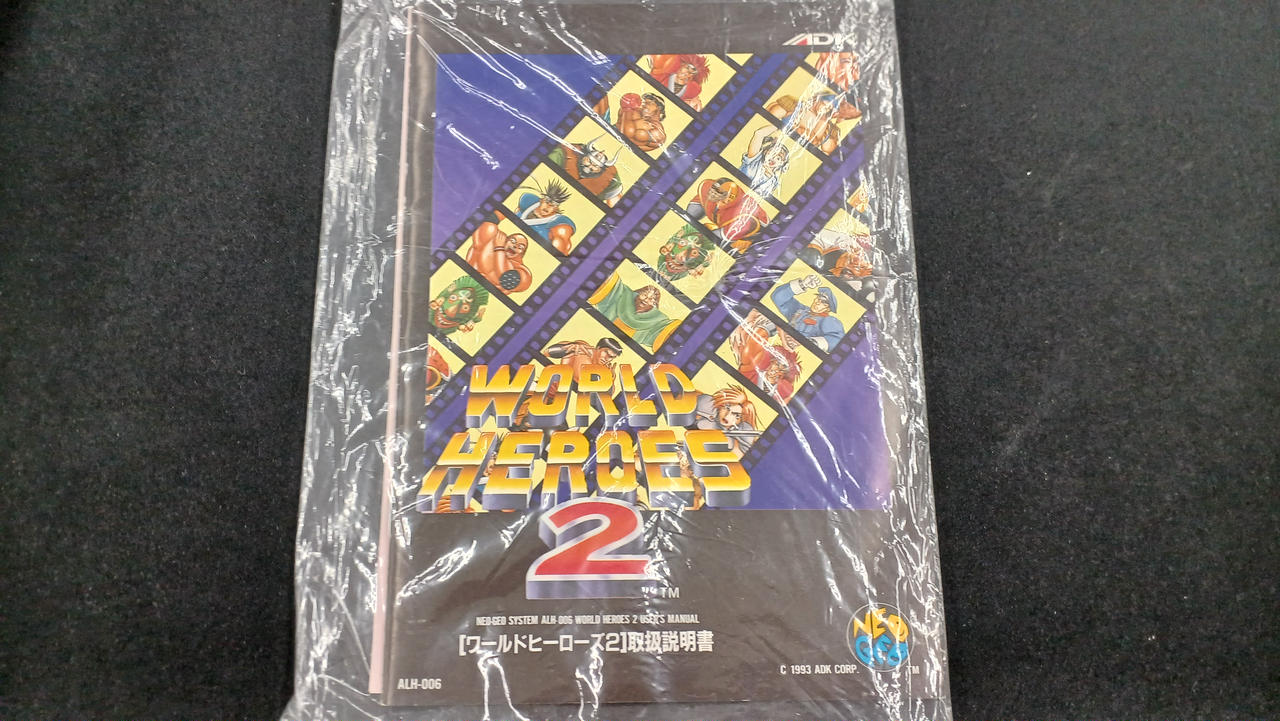 ADK
WORLD
HEROES
2
TM
NEO·GEO SYSTEM ALH-006 WORLD HEROES 2 USER'S MANUAL
[ワールドヒーローズ2]取扱説明書
NEO
GEO
TM
C 1993 ADK CORP.
ALH-006